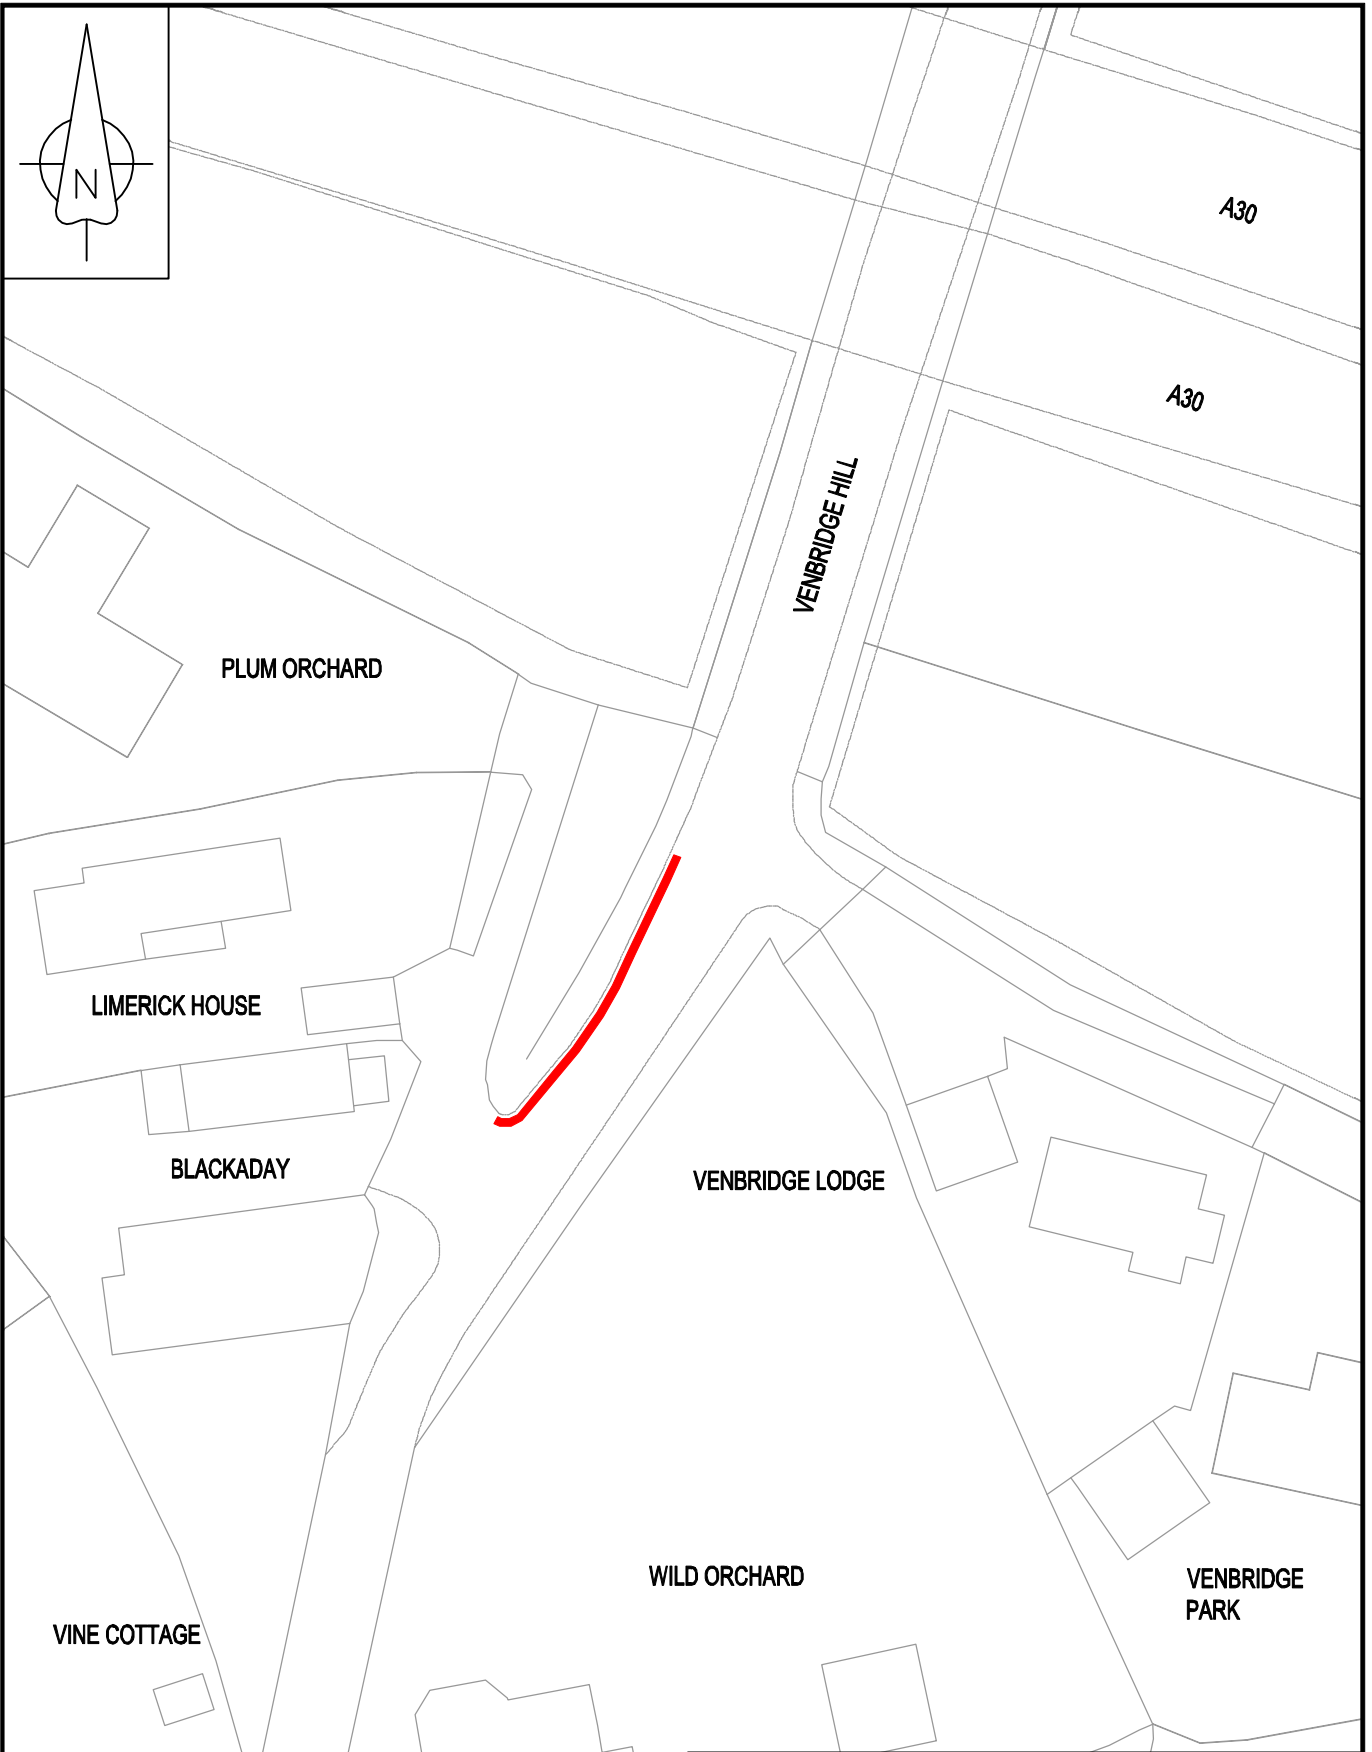 N
A30
A30
VENBRIDGE HILL
PLUM ORCHARD
LIMERICK HOUSE
BLACKADAY
VENBRIDGE LODGE
WILD ORCHARD
VENBRIDGE
PARK
VINE COTTAGE